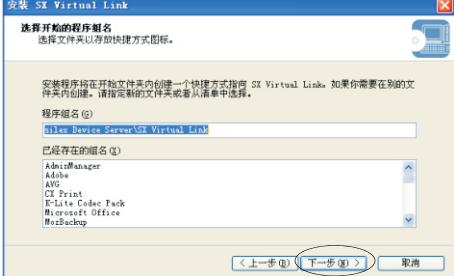 安装 SX Virtual Link
选择开始的程序组名
选择文件夹以存放快捷方式图标。
安装程序将在开始文件夹内创建一个快捷方式指向 SX Virtual Link。如果你需要在别的文
件夹内创建。请指定新的文件夹或者从清单中选择。
程序组名(G)
silex Device Server\SX Virtual Link
已经存在的组名(X)
AdminManager
Adobe
AVG
CX Print
K-Lite Codec Pack
Microsoft Office
MozBackup
< 上一步(B) 下一步(N) > 取消